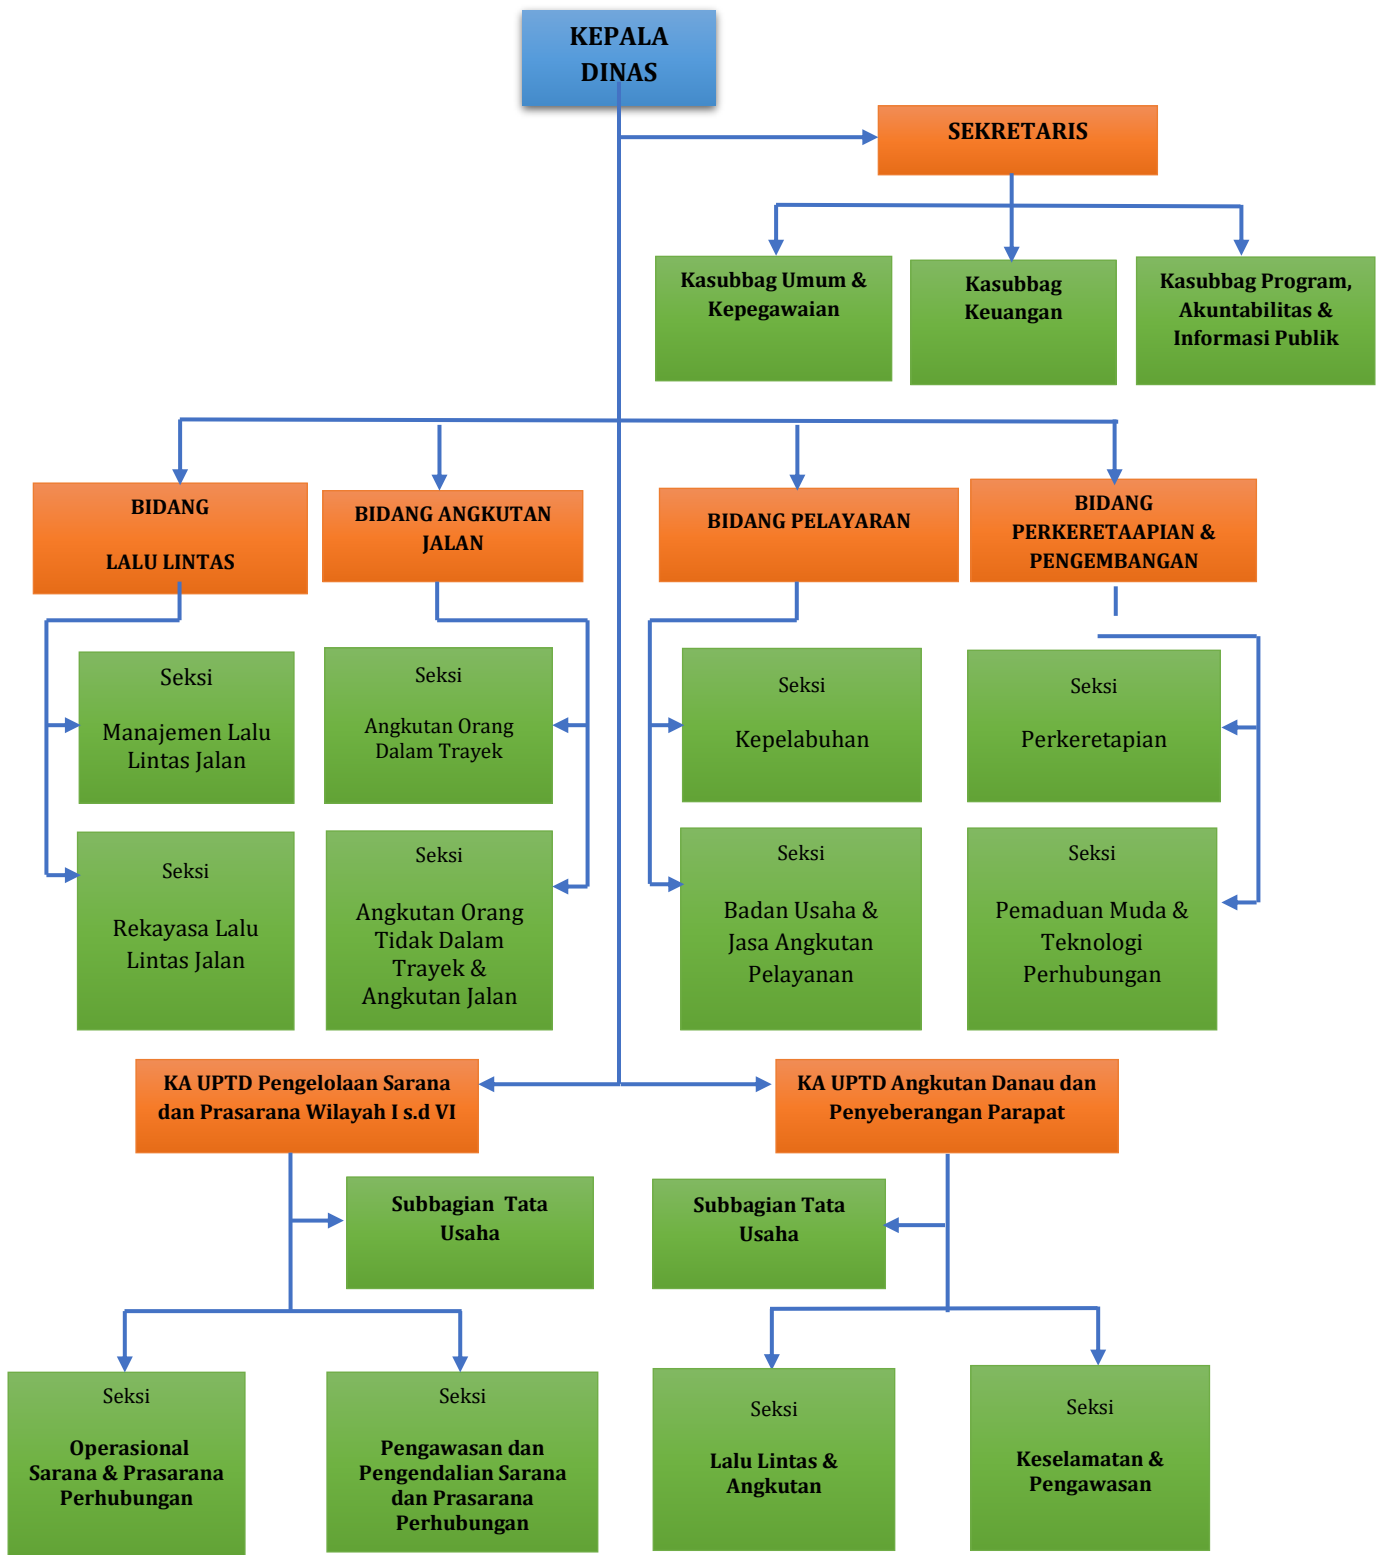 KEPALA
DINAS
SEKRETARIS
Kasubbag Umum &
Kepegawaian
Kasubbag
Keuangan
Kasubbag Program,
Akuntabilitas &
Informasi Publik
BIDANG
LALU LINTAS
BIDANG ANGKUTAN
JALAN
BIDANG PELAYARAN
BIDANG
PERKERETAAPIAN &
PENGEMBANGAN
Seksi
Manajemen Lalu
Lintas Jalan
Seksi
Angkutan Orang
Dalam Trayek
Seksi
Kepelabuhan
Seksi
Perkeretapian
Seksi
Rekayasa Lalu
Lintas Jalan
Seksi
Angkutan Orang
Tidak Dalam
Trayek &
Angkutan Jalan
Seksi
Badan Usaha &
Jasa Angkutan
Pelayanan
Seksi
Pemaduan Muda &
Teknologi
Perhubungan
KA UPTD Pengelolaan Sarana
dan Prasarana Wilayah I s.d VI
KA UPTD Angkutan Danau dan
Penyeberangan Parapat
Subbagian  Tata
Usaha
Subbagian Tata
Usaha
Seksi
Operasional
Sarana & Prasarana
Perhubungan
Seksi
Pengawasan dan
Pengendalian Sarana
dan Prasarana
Perhubungan
Seksi
Lalu Lintas &
Angkutan
Seksi
Keselamatan &
Pengawasan